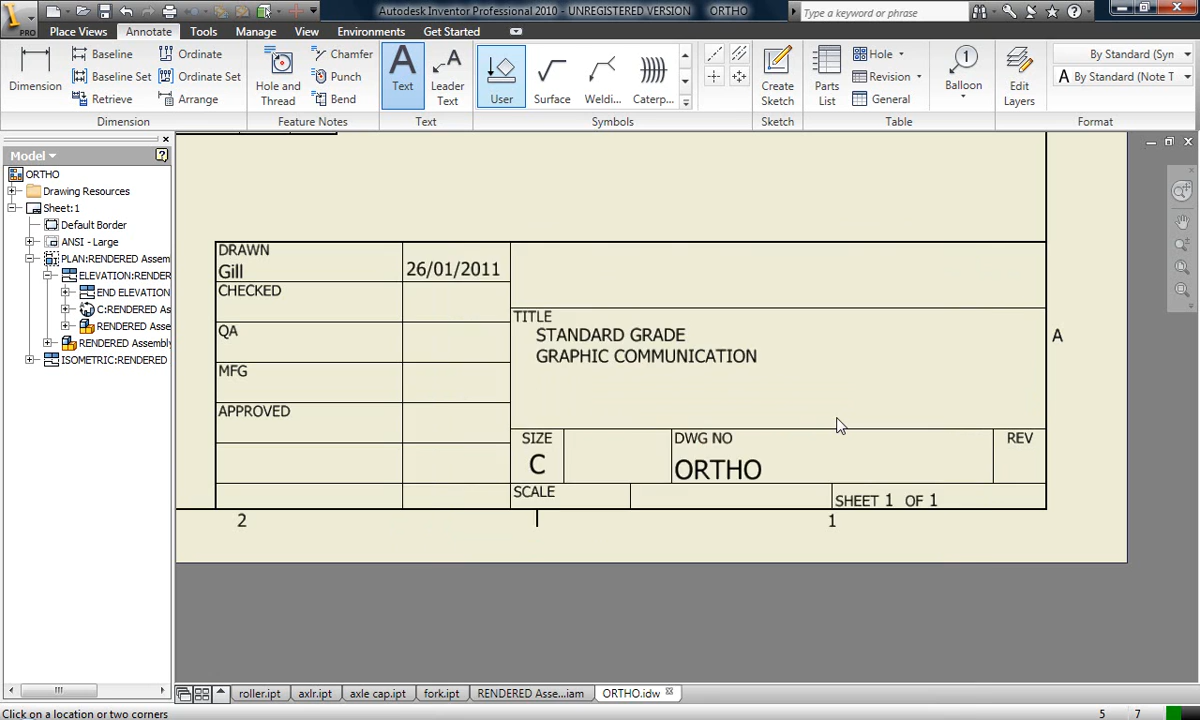 PRO
Autodesk Inventor Professional 2010 - UNREGISTERED VERSION ORTHO
Type a keyword or phrase
Place Views Annotate Tools Manage View Environments Get Started
Dimension
Baseline
Baseline Set
Retrieve
Ordinate
Ordinate Set
Arrange
Hole and
Thread
Chamfer
Punch
Bend
Text
Leader
Text
User
Surface
Weldi...
Caterp...
Create
Sketch
Parts
List
Hole
Revision
General
1
Balloon
Edit
Layers
By Standard (Syn
A By Standard (Note T
Dimension
Feature Notes
Text
Symbols
Sketch
Table
Format
Model
ORTHO
Drawing Resources
Sheet:1
Default Border
ANSI - Large
PLAN:RENDERED Assem
ELEVATION:RENDER
END ELEVATION
C:RENDERED A
RENDERED Asse
RENDERED Assembly
ISOMETRIC:RENDERED
DRAWN
Gill
26/01/2011
CHECKED
QA
MFG
APPROVED
TITLE
STANDARD GRADE
GRAPHIC COMMUNICATION
SIZE
C
DWG NO
ORTHO
REV
SCALE
SHEET 1 OF 1
A
2
1
roller.ipt axlr.ipt axle cap.ipt fork.ipt RENDERED Asse...iam ORTHO.idw
Click on a location or two corners
5 7